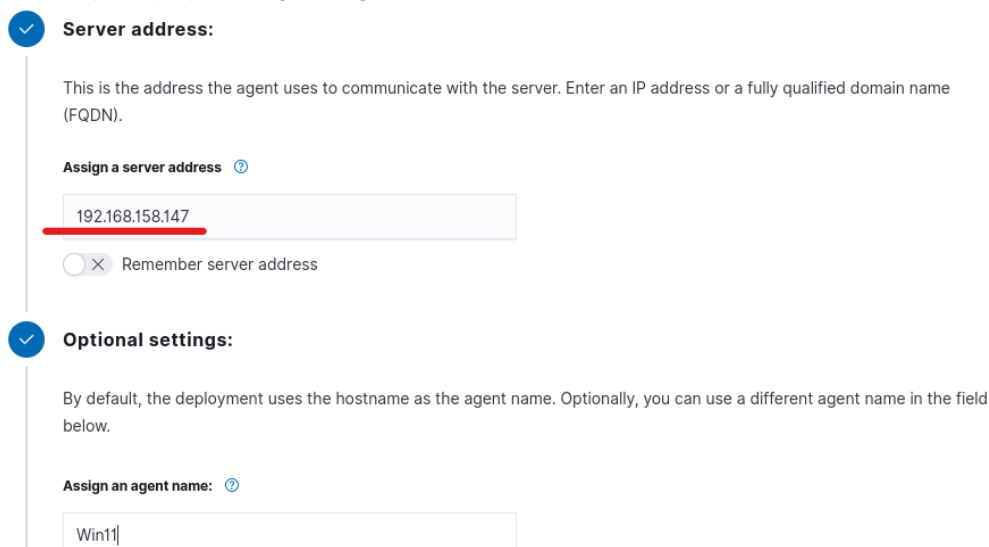 Server address:
This is the address the agent uses to communicate with the server. Enter an IP address or a fully qualified domain name
(FQDN).
Assign a server address
192.168.158.147
Remember server address
Optional settings:
By default, the deployment uses the hostname as the agent name. Optionally, you can use a different agent name in the field
below.
Assign an agent name:
Win11